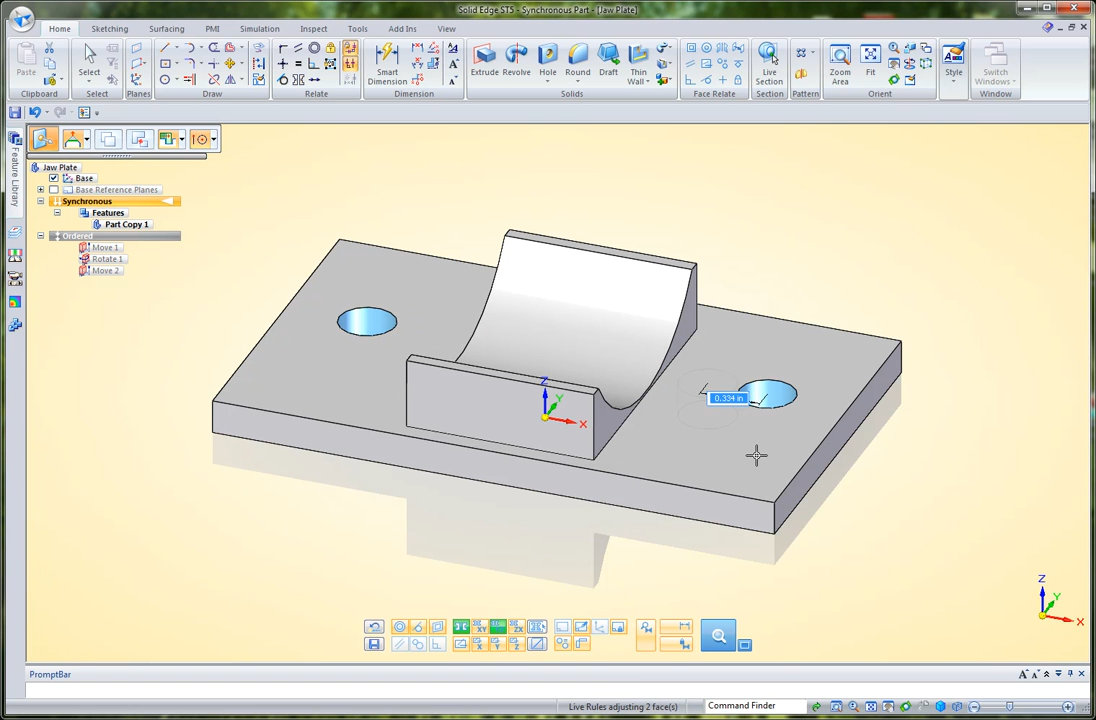 Solid Edge ST5 - Synchronous Part - [Jaw Plate]
Home Sketching Surfacing PMI Simulation Inspect Tools Add Ins View
Paste Select Smart Dimension Extrude Revolve Hole Round Draft Thin Wall Live Section Zoom Area Fit Style Switch Windows
Clipboard Select Planes Draw Relate Dimension Solids Face Relate Section Pattern Orient Window
Feature Library
Jaw Plate
Base
Base Reference Planes
Synchronous
Features
Part Copy 1
Ordered
Move 1
Rotate 1
Move 2
0.334 in
Z
Y
X
Z
Y
X
XY ZX
X Y Z
PromptBar
Live Rules adjusting 2 face(s) Command Finder